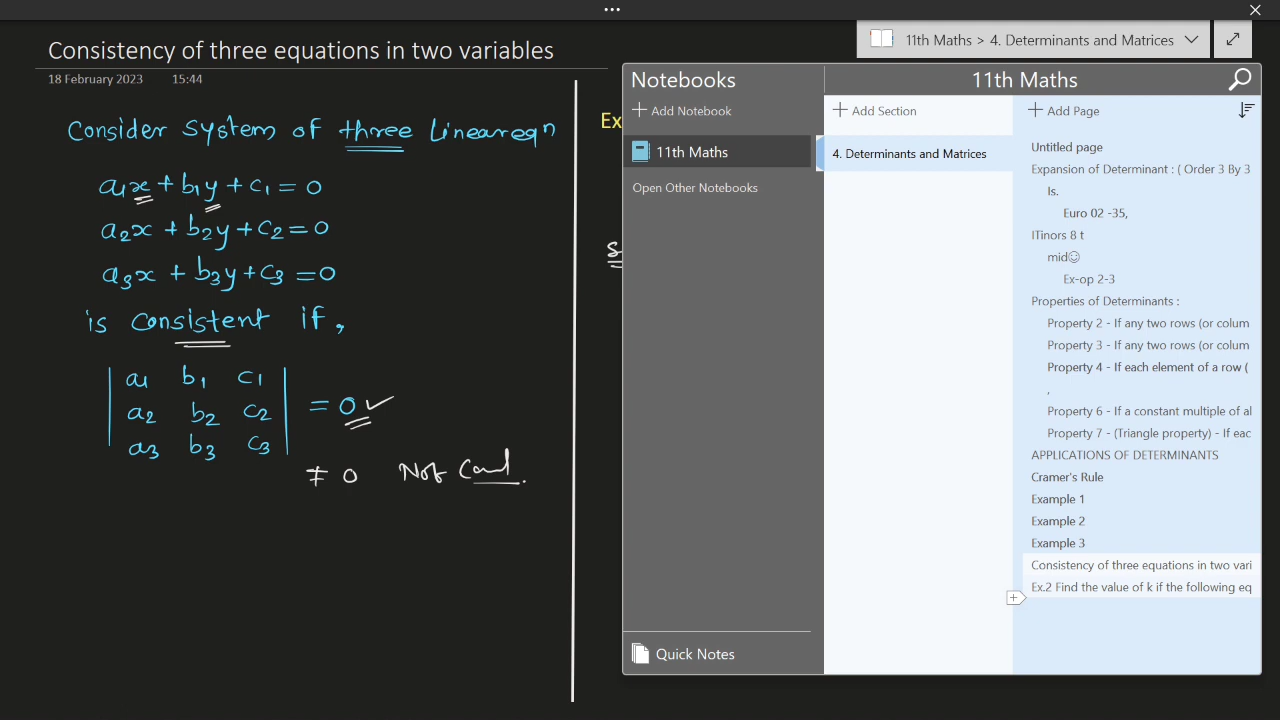 11th Maths > 4. Determinants and Matrices
Consistency of three equations in two variables
18 February 2023 15:44
Consider system of three Linear eqn
a1x + b1y + c1 = 0
a2x + b2y + c2 = 0
a3x + b3y + c3 = 0
is consistent if,
a1 b1 c1
a2 b2 c2 = 0 ✓
a3 b3 c3
≠ 0 Not
Ex
S
Notebooks
+ Add Notebook
11th Maths
Open Other Notebooks
Quick Notes
11th Maths
+ Add Section
4. Determinants and Matrices
+ Add Page
Untitled page
Expansion of Determinant : ( Order 3 By 3
Is.
Euro 02 -35,
ITinors 8 t
mid☺
Ex-op 2-3
Properties of Determinants :
Property 2 - If any two rows (or colum
Property 3 - If any two rows (or colum
Property 4 - If each element of a row (
,
Property 6 - If a constant multiple of al
Property 7 - (Triangle property) - If eac
APPLICATIONS OF DETERMINANTS
Cramer's Rule
Example 1
Example 2
Example 3
Consistency of three equations in two vari
Ex.2 Find the value of k if the following eq